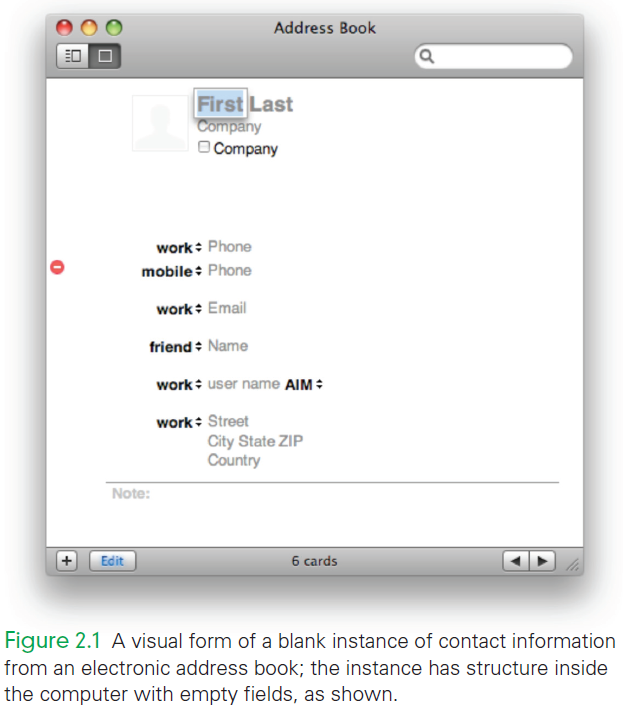 Address Book
First Last
Company
Company
work Phone
mobile Phone
work Email
friend Name
work user name AIM
work Street
City State ZIP
Country
Note:
+ Edit 6 cards
Figure 2.1 A visual form of a blank instance of contact information
from an electronic address book; the instance has structure inside
the computer with empty fields, as shown.